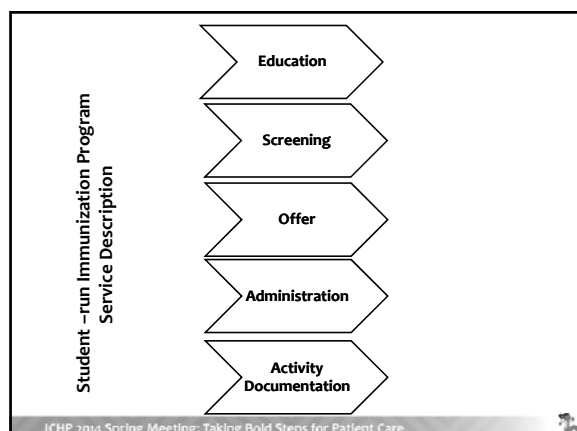 Student –run Immunization Program
Service Description
Education
Screening
Offer
Administration
Activity
Documentation
ICHP 2014 Spring Meeting: Taking Bold Steps for Patient Care